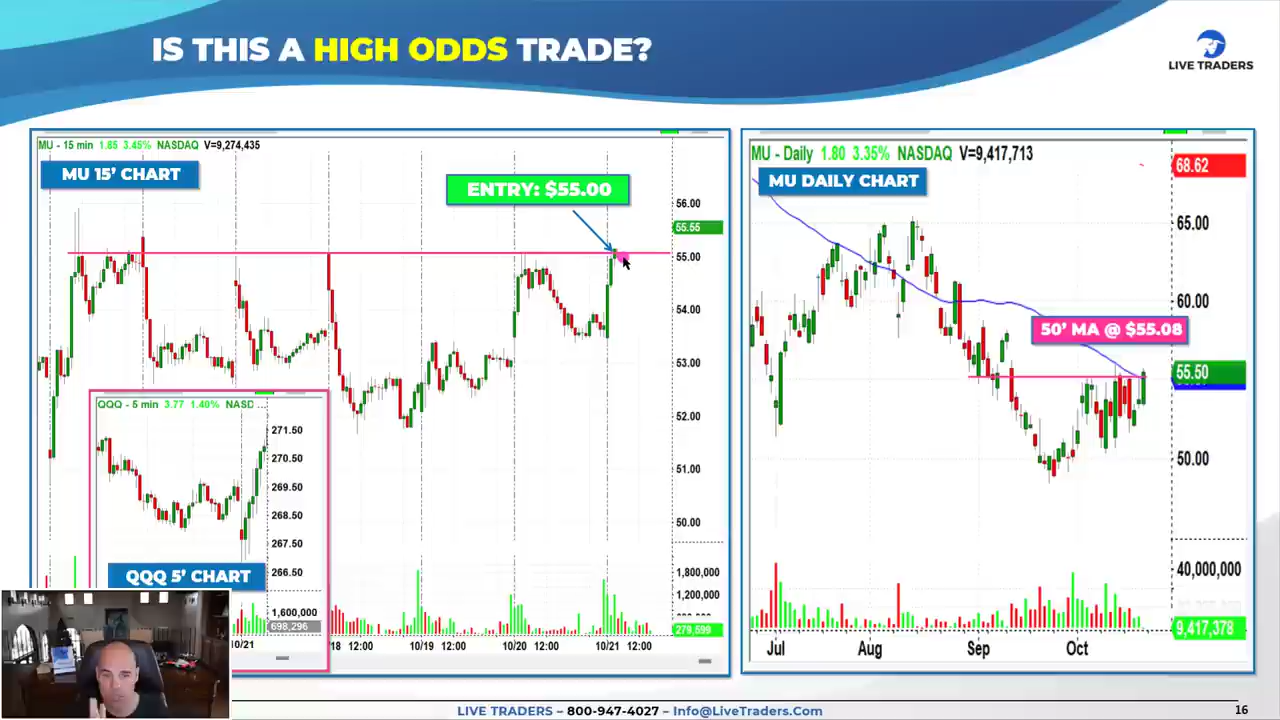 IS THIS A HIGH ODDS TRADE?
LIVE TRADERS
MU - 15 min 1.85 3.45% NASDAQ V=9,274,435
MU 15' CHART
ENTRY: $55.00
56.00
55.55
55.00
54.00
53.00
52.00
51.00
50.00
1,800,000
1,200,000
279,599
18 12:00 10/19 12:00 10/20 12:00 10/21 12:00
QQQ - 5 min 3.77 1.40% NASD ...
271.50
270.50
269.50
268.50
267.50
266.50
QQQ 5' CHART
1,600,000
698,296
10/21
MU - Daily 1.80 3.35% NASDAQ V=9,417,713
MU DAILY CHART
68.62
65.00
60.00
50' MA @ $55.08
55.50
50.00
40,000,000
9,417,378
Jul Aug Sep Oct
LIVE TRADERS – 800-947-4027 – Info@LiveTraders.Com
16